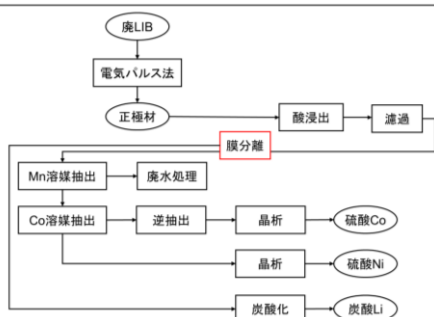 廃LIB
電気パルス法
正極材
酸浸出
濾過
膜分離
Mn溶媒抽出
廃水処理
Co溶媒抽出
逆抽出
晶析
硫酸Co
晶析
硫酸Ni
炭酸化
炭酸Li